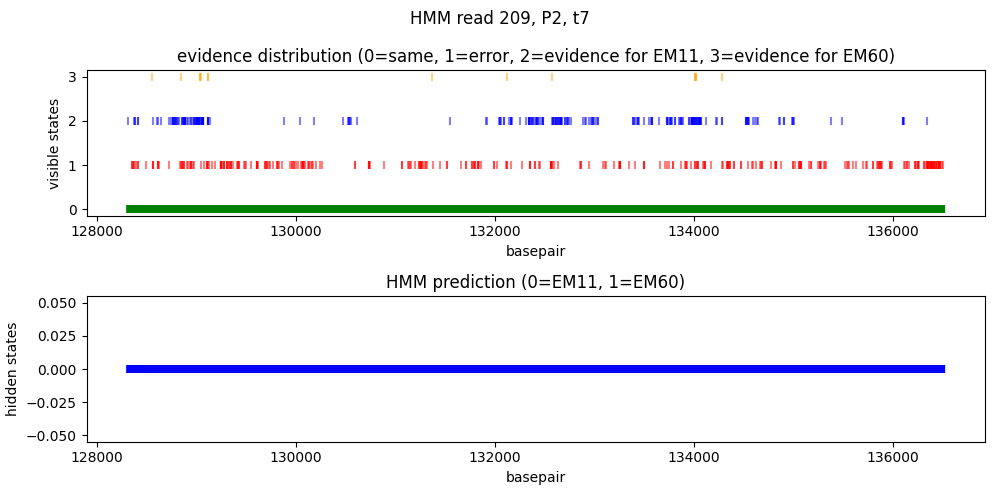 HMM read 209, P2, t7
evidence distribution (0=same, 1=error, 2=evidence for EM11, 3=evidence for EM60)
visible states
3
2
1
0
128000 130000 132000 134000 136000
basepair
HMM prediction (0=EM11, 1=EM60)
hidden states
0.050
0.025
0.000
−0.025
−0.050
128000 130000 132000 134000 136000
basepair